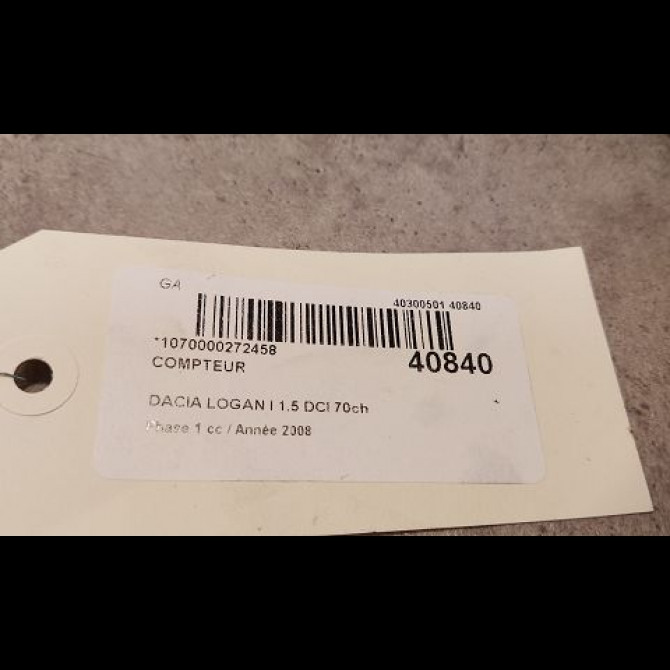 GA
40300501 40840
*1070000272458
40840
COMPTEUR
DACIA LOGAN I 1.5 DCI 70ch
Phase 1 cc / Année 2008